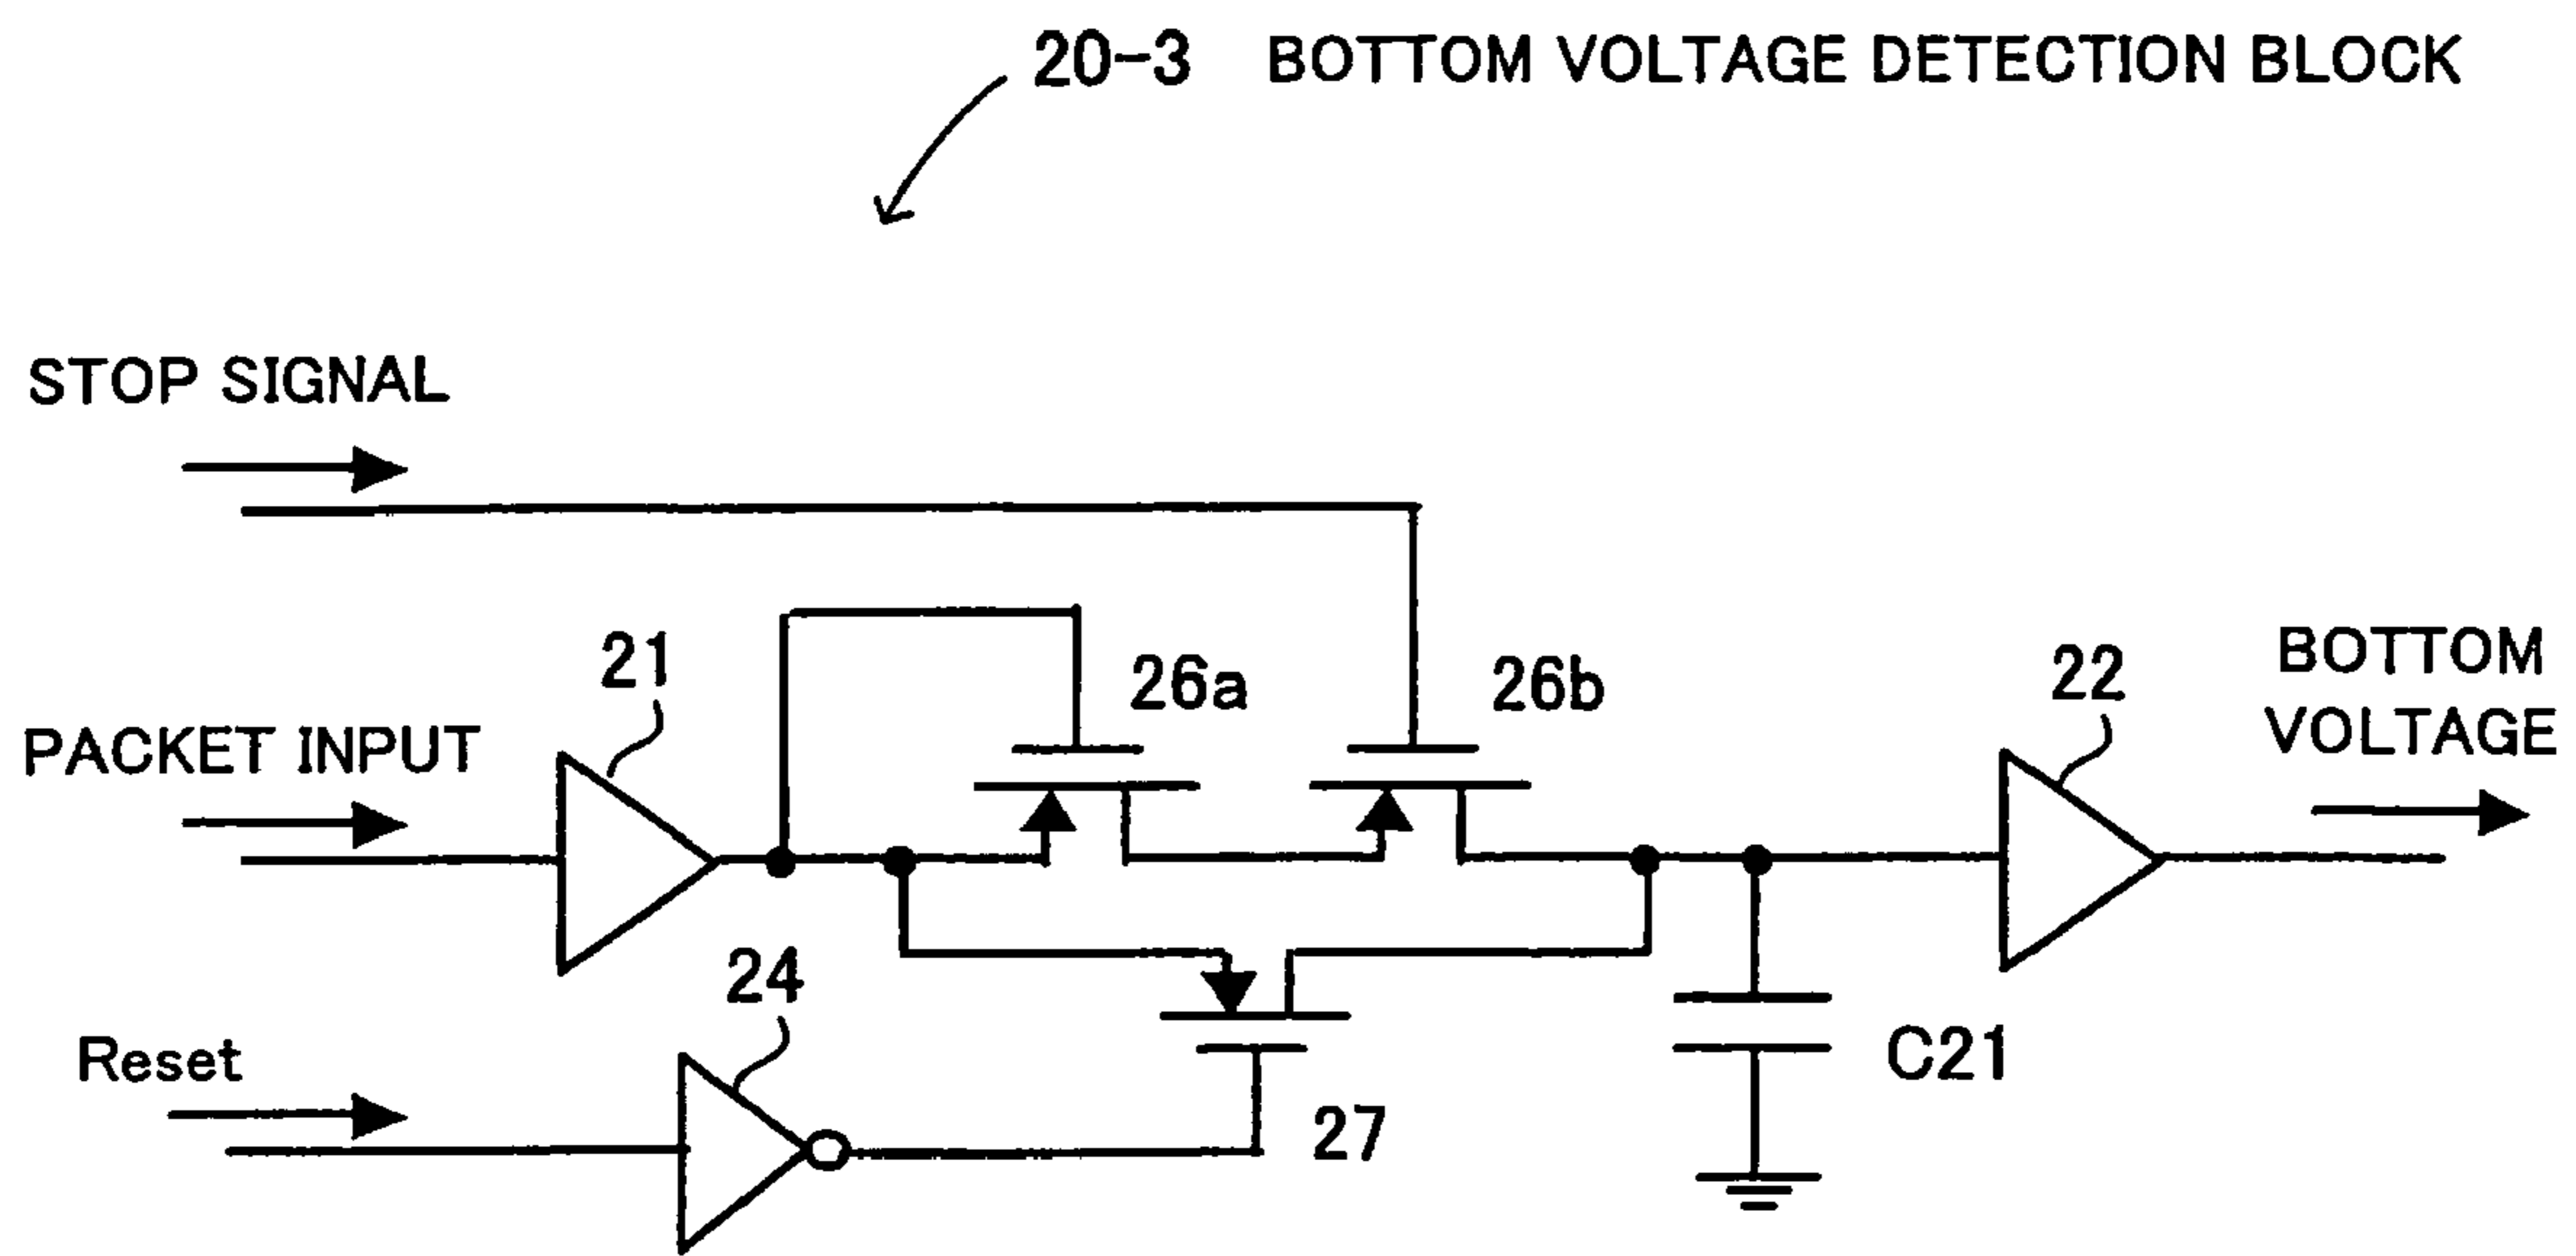 20-3 BOTTOM VOLTAGE DETECTION BLOCK
STOP SIGNAL
21
26a
26b
22
BOTTOM
VOLTAGE
PACKET INPUT
24
Reset
C21
27